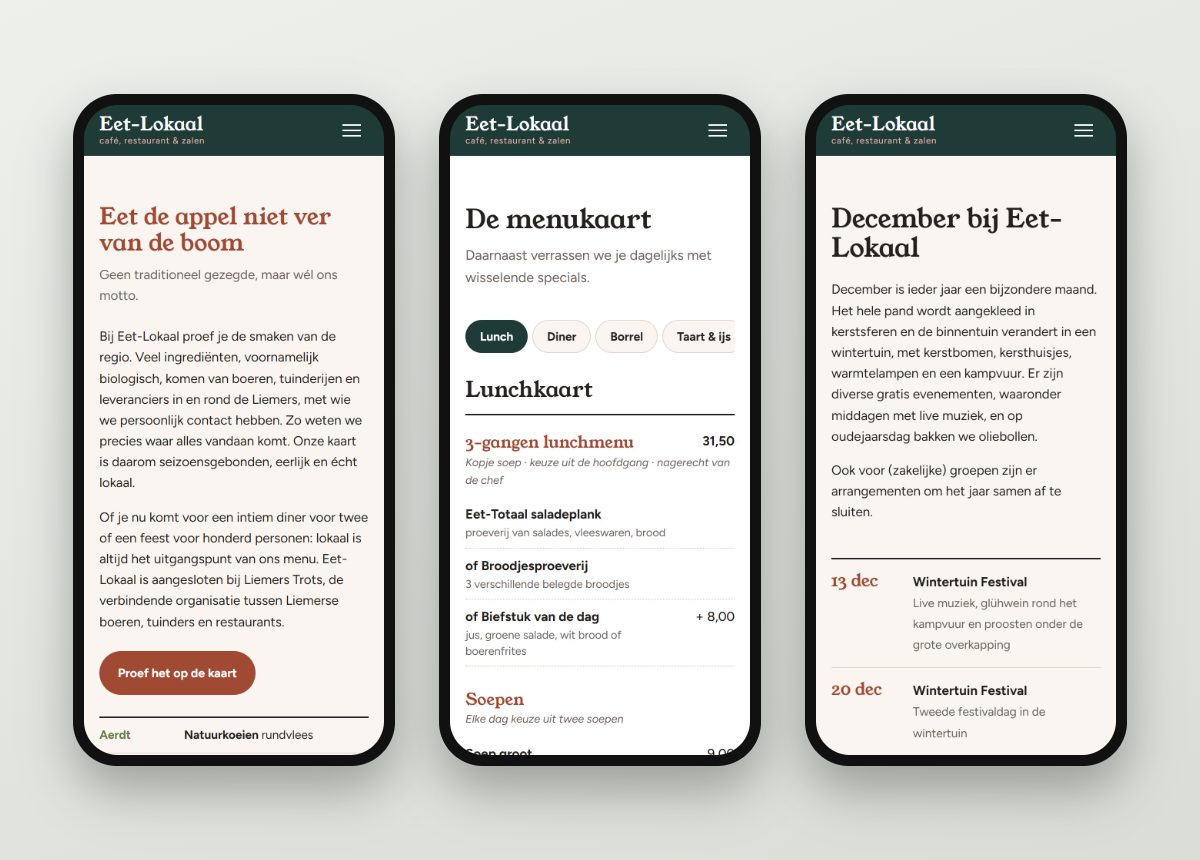 Eet-Lokaal
café, restaurant & zalen
Eet de appel niet ver
van de boom
Geen traditioneel gezegde, maar wél ons
motto.
Bij Eet-Lokaal proef je de smaken van de
regio. Veel ingrediënten, voornamelijk
biologisch, komen van boeren, tuinderijen en
leveranciers in en rond de Liemers, met wie
we persoonlijk contact hebben. Zo weten we
precies waar alles vandaan komt. Onze kaart
is daarom seizoensgebonden, eerlijk en écht
lokaal.
Of je nu komt voor een intiem diner voor twee
of een feest voor honderd personen: lokaal is
altijd het uitgangspunt van ons menu. Eet-
Lokaal is aangesloten bij Liemers Trots, de
verbindende organisatie tussen Liemerse
boeren, tuinders en restaurants.
Proef het op de kaart
Aerdt Natuurkoeien rundvlees
Eet-Lokaal
café, restaurant & zalen
De menukaart
Daarnaast verrassen we je dagelijks met
wisselende specials.
Lunch Diner Borrel Taart & ijs
Lunchkaart
3-gangen lunchmenu 31,50
Kopje soep · keuze uit de hoofdgang · nagerecht van
de chef
Eet-Totaal saladeplank
proeverij van salades, vleeswaren, brood
of Broodjesproeverij
3 verschillende belegde broodjes
of Biefstuk van de dag + 8,00
jus, groene salade, wit brood of
boerenfrites
Soepen
Elke dag keuze uit twee soepen
Soep groot 9,00
Eet-Lokaal
café, restaurant & zalen
December bij Eet-
Lokaal
December is ieder jaar een bijzondere maand.
Het hele pand wordt aangekleed in
kerstsferen en de binnentuin verandert in een
wintertuin, met kerstbomen, kersthuisjes,
warmtelampen en een kampvuur. Er zijn
diverse gratis evenementen, waaronder
middagen met live muziek, en op
oudejaarsdag bakken we oliebollen.
Ook voor (zakelijke) groepen zijn er
arrangementen om het jaar samen af te
sluiten.
13 dec Wintertuin Festival
Live muziek, glühwein rond het
kampvuur en proosten onder de
grote overkapping
20 dec Wintertuin Festival
Tweede festivaldag in de
wintertuin